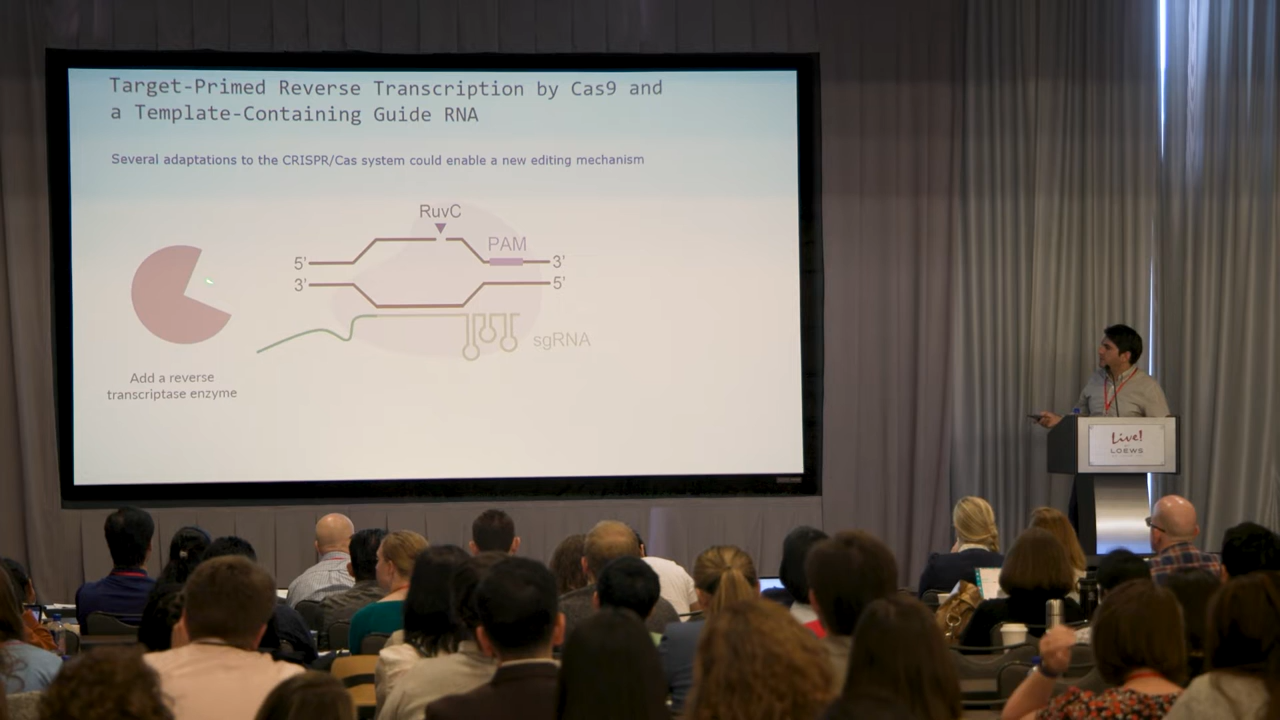 Target-Primed Reverse Transcription by Cas9 and
a Template-Containing Guide RNA
Several adaptations to the CRISPR/Cas system could enable a new editing mechanism
RuvC
PAM
5’
3’
3’
5’
sgRNA
Add a reverse
transcriptase enzyme
Live!
LOEWS